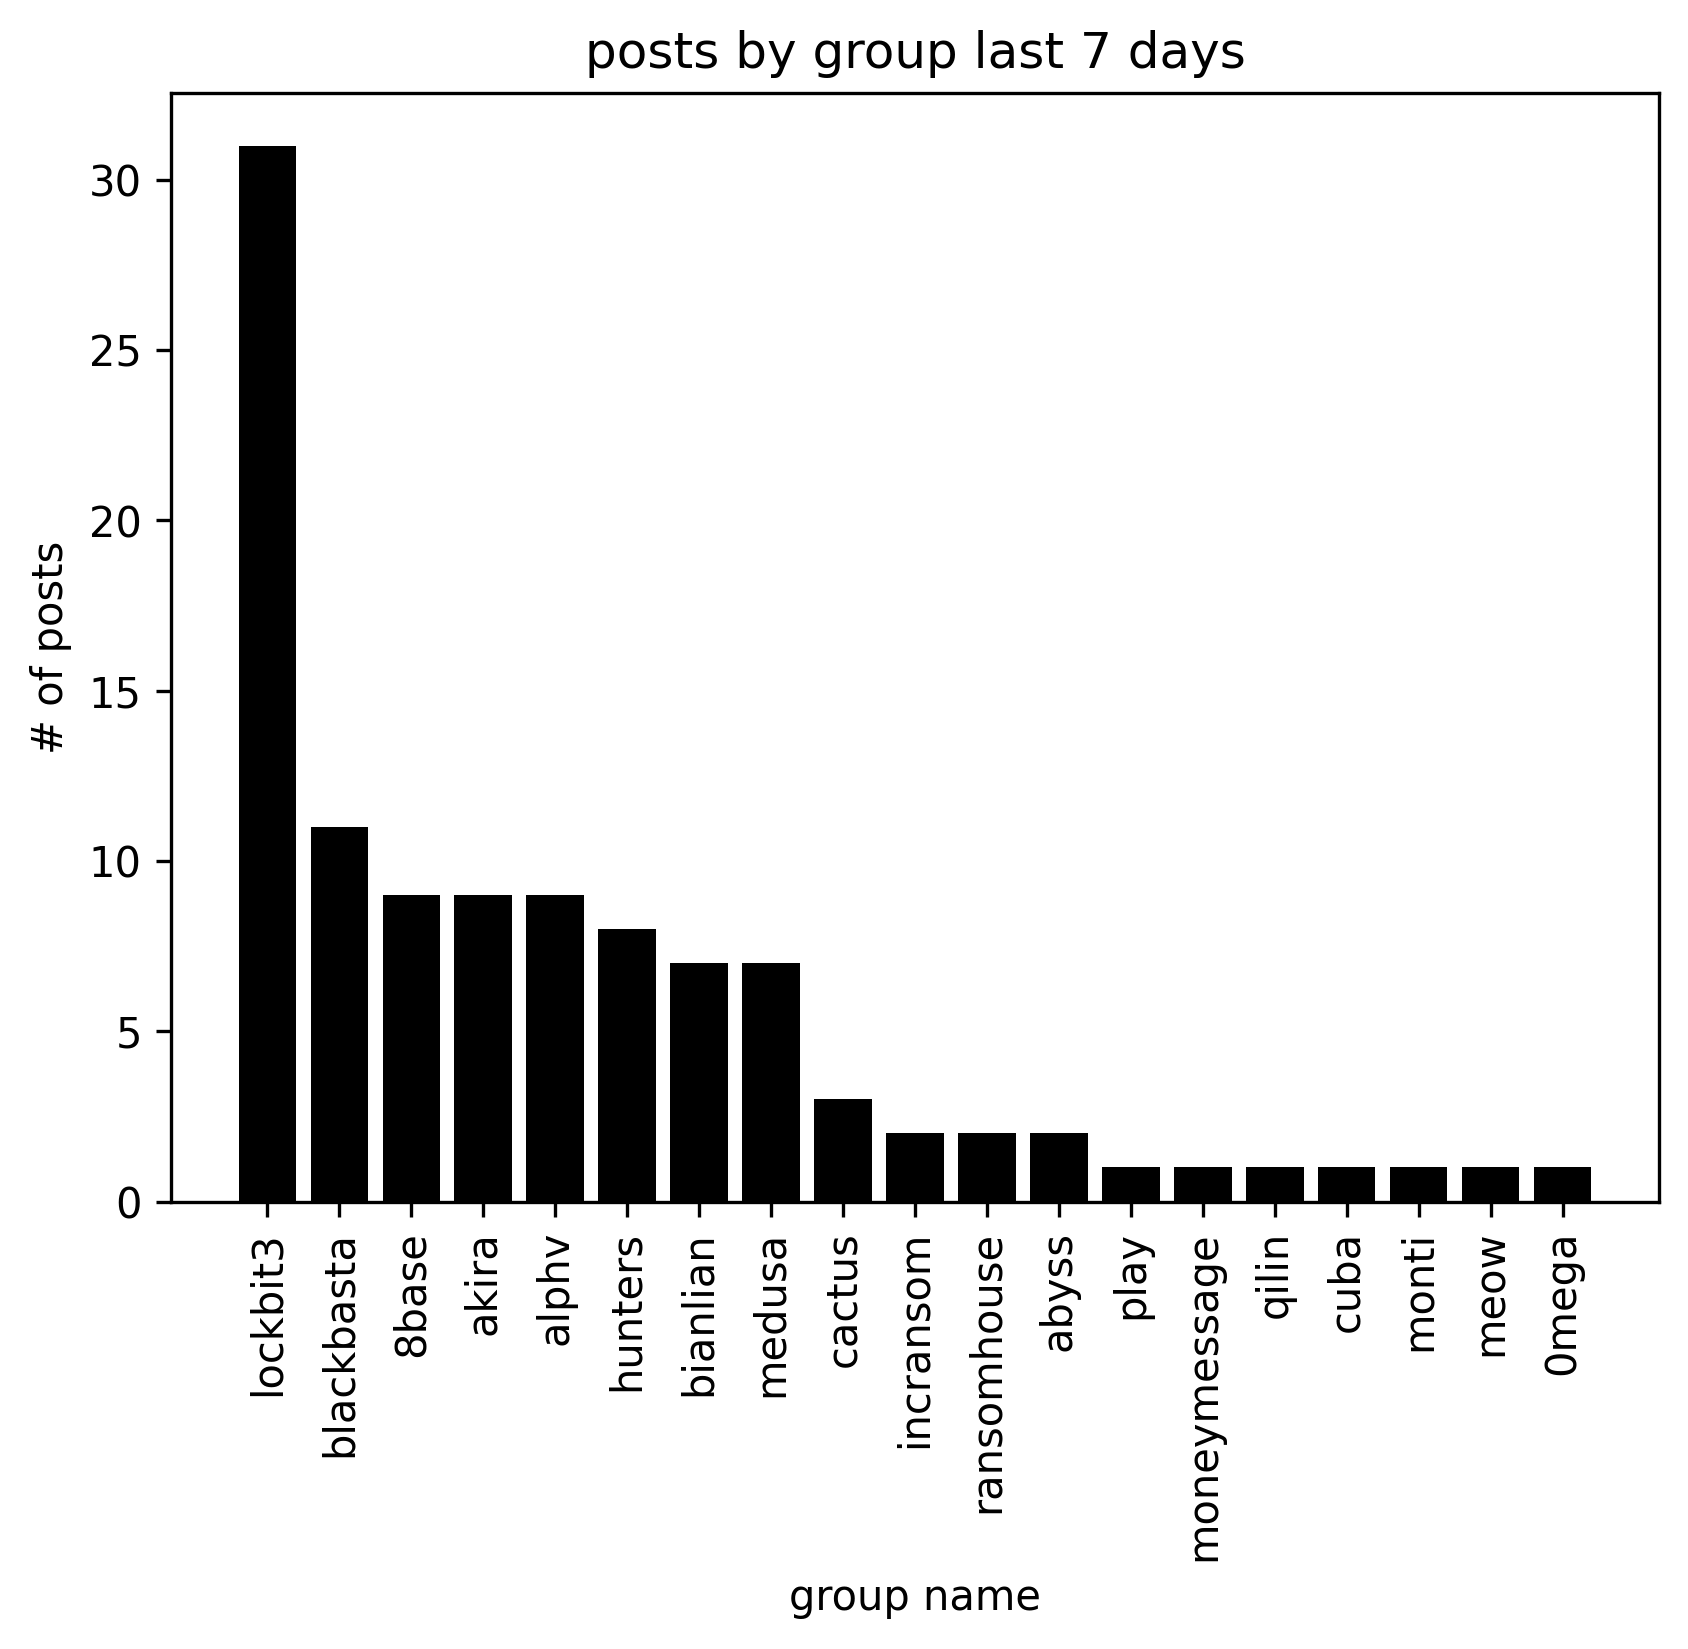 posts by group last 7 days
# of posts
30
25
20
15
10
5
0
lockbit3
blackbasta
8base
akira
alphv
hunters
bianlian
medusa
cactus
incransom
ransomhouse
abyss
play
moneymessage
qilin
cuba
monti
meow
0mega
group name